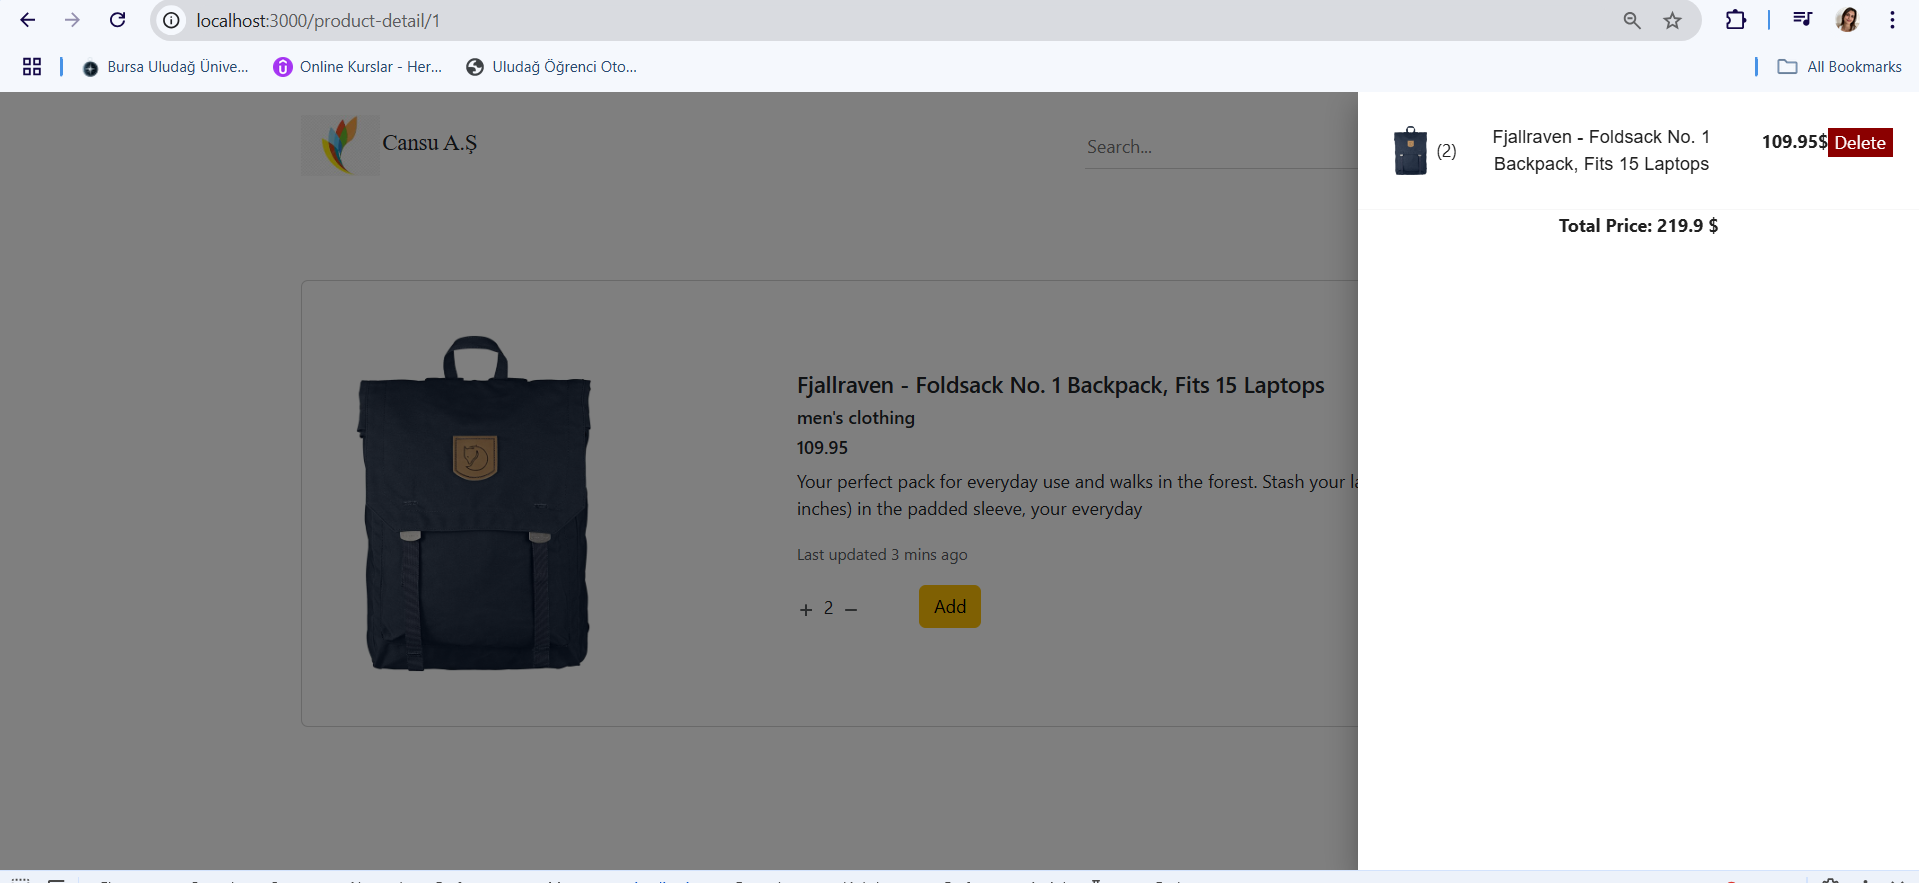 localhost:3000/product-detail/1
Bursa Uludağ Ünive...
Online Kurslar - Her...
Uludağ Öğrenci Oto...
All Bookmarks
Cansu A.Ş
Search...
(2)
Fjallraven - Foldsack No. 1
Backpack, Fits 15 Laptops
109.95$
Delete
Total Price: 219.9 $
Fjallraven - Foldsack No. 1 Backpack, Fits 15 Laptops
men's clothing
109.95
Your perfect pack for everyday use and walks in the forest. Stash your
inches) in the padded sleeve, your everyday
Last updated 3 mins ago
+ 2 −
Add